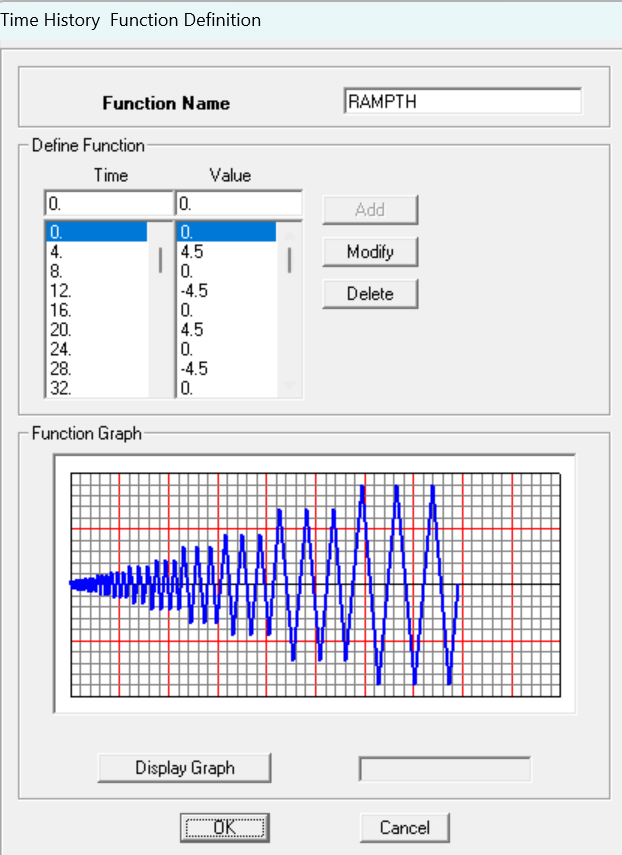 Time History  Function Definition
Function Name
RAMPTH
Define Function
Time Value
0. 0.
Add
0. 0.
4. 4.5
Modify
8. 0.
12. -4.5
Delete
16. 0.
20. 4.5
24. 0.
28. -4.5
32. 0.
Function Graph
Display Graph
OK Cancel